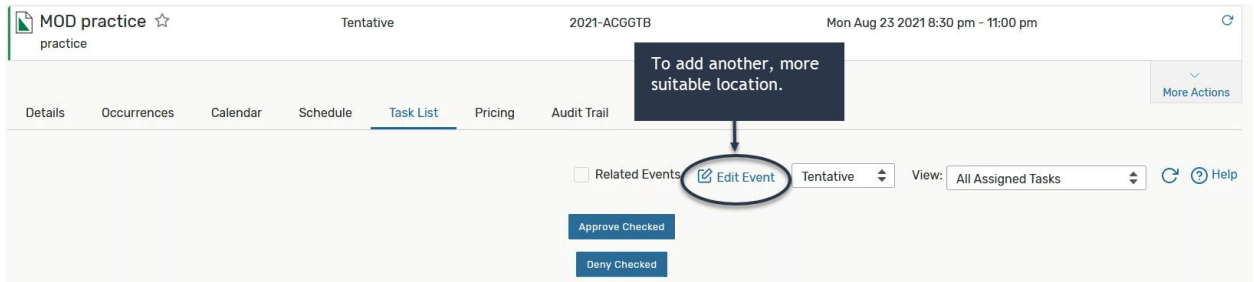 MOD practice Tentative 2021-ACGGTB Mon Aug 23 2021 8:30 pm - 11:00 pm
practice
To add another, more
suitable location.
More Actions
Details Occurrences Calendar Schedule Task List Pricing Audit Trail
Related Events Edit Event Tentative View: All Assigned Tasks Help
Approve Checked
Deny Checked